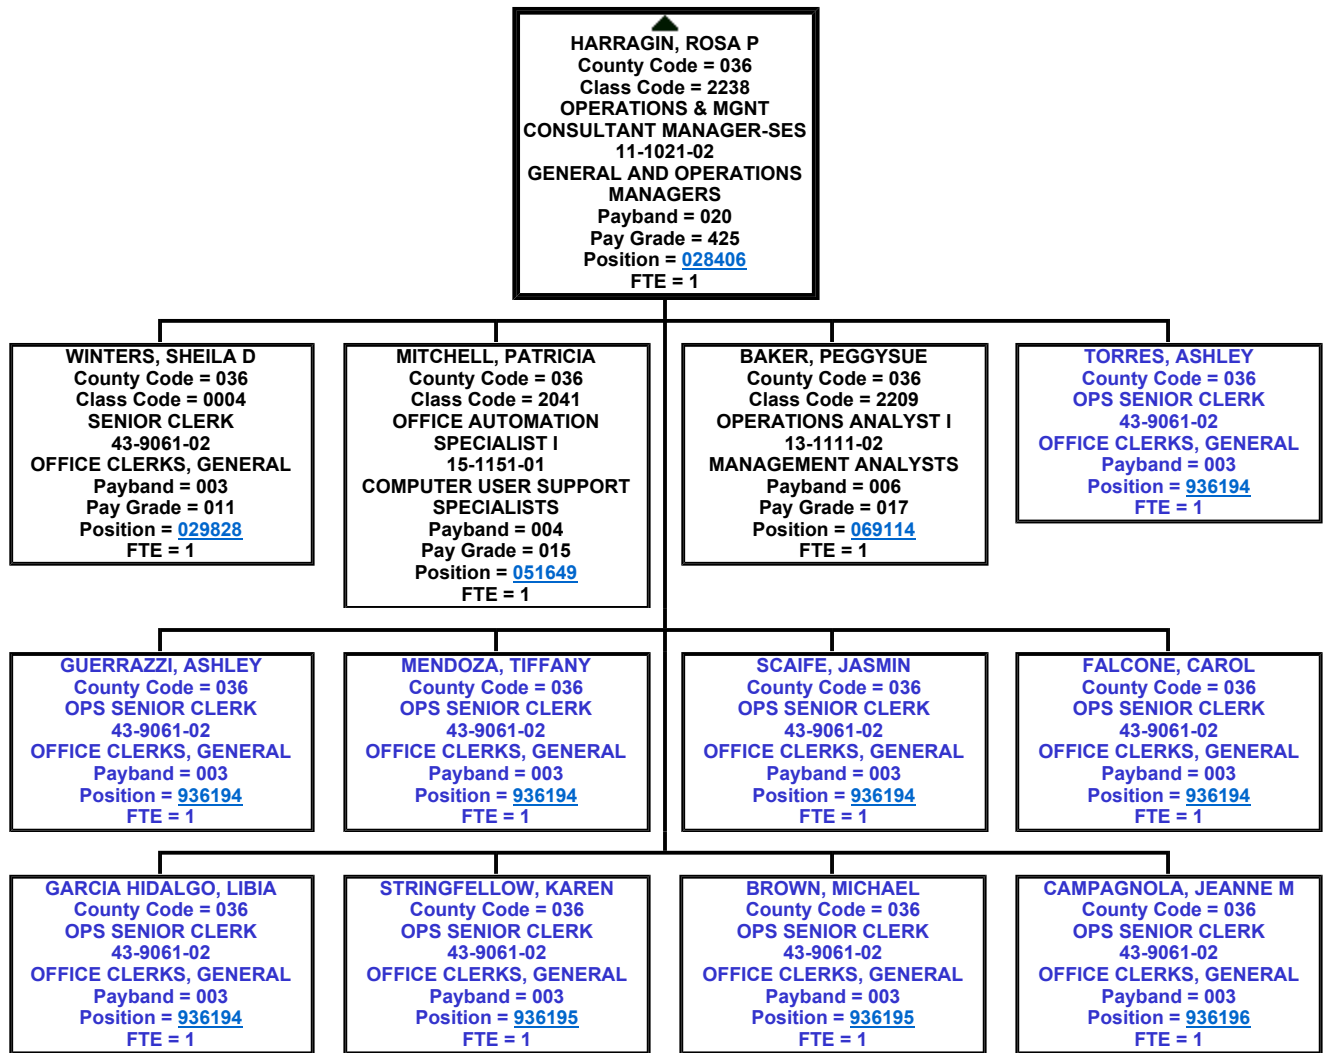 HARRAGIN, ROSA P
County Code = 036
Class Code = 2238
OPERATIONS & MGNT
CONSULTANT MANAGER-SES
11-1021-02
GENERAL AND OPERATIONS
MANAGERS
Payband = 020
Pay Grade = 425
Position = 028406
FTE = 1
WINTERS, SHEILA D
County Code = 036
Class Code = 0004
SENIOR CLERK
43-9061-02
OFFICE CLERKS, GENERAL
Payband = 003
Pay Grade = 011
Position = 029828
FTE = 1
MITCHELL, PATRICIA
County Code = 036
Class Code = 2041
OFFICE AUTOMATION
SPECIALIST I
15-1151-01
COMPUTER USER SUPPORT
SPECIALISTS
Payband = 004
Pay Grade = 015
Position = 051649
FTE = 1
BAKER, PEGGYSUE
County Code = 036
Class Code = 2209
OPERATIONS ANALYST I
13-1111-02
MANAGEMENT ANALYSTS
Payband = 006
Pay Grade = 017
Position = 069114
FTE = 1
TORRES, ASHLEY
County Code = 036
OPS SENIOR CLERK
43-9061-02
OFFICE CLERKS, GENERAL
Payband = 003
Position = 936194
FTE = 1
GUERRAZZI, ASHLEY
County Code = 036
OPS SENIOR CLERK
43-9061-02
OFFICE CLERKS, GENERAL
Payband = 003
Position = 936194
FTE = 1
MENDOZA, TIFFANY
County Code = 036
OPS SENIOR CLERK
43-9061-02
OFFICE CLERKS, GENERAL
Payband = 003
Position = 936194
FTE = 1
SCAIFE, JASMIN
County Code = 036
OPS SENIOR CLERK
43-9061-02
OFFICE CLERKS, GENERAL
Payband = 003
Position = 936194
FTE = 1
FALCONE, CAROL
County Code = 036
OPS SENIOR CLERK
43-9061-02
OFFICE CLERKS, GENERAL
Payband = 003
Position = 936194
FTE = 1
GARCIA HIDALGO, LIBIA
County Code = 036
OPS SENIOR CLERK
43-9061-02
OFFICE CLERKS, GENERAL
Payband = 003
Position = 936194
FTE = 1
STRINGFELLOW, KAREN
County Code = 036
OPS SENIOR CLERK
43-9061-02
OFFICE CLERKS, GENERAL
Payband = 003
Position = 936195
FTE = 1
BROWN, MICHAEL
County Code = 036
OPS SENIOR CLERK
43-9061-02
OFFICE CLERKS, GENERAL
Payband = 003
Position = 936195
FTE = 1
CAMPAGNOLA, JEANNE M
County Code = 036
OPS SENIOR CLERK
43-9061-02
OFFICE CLERKS, GENERAL
Payband = 003
Position = 936196
FTE = 1